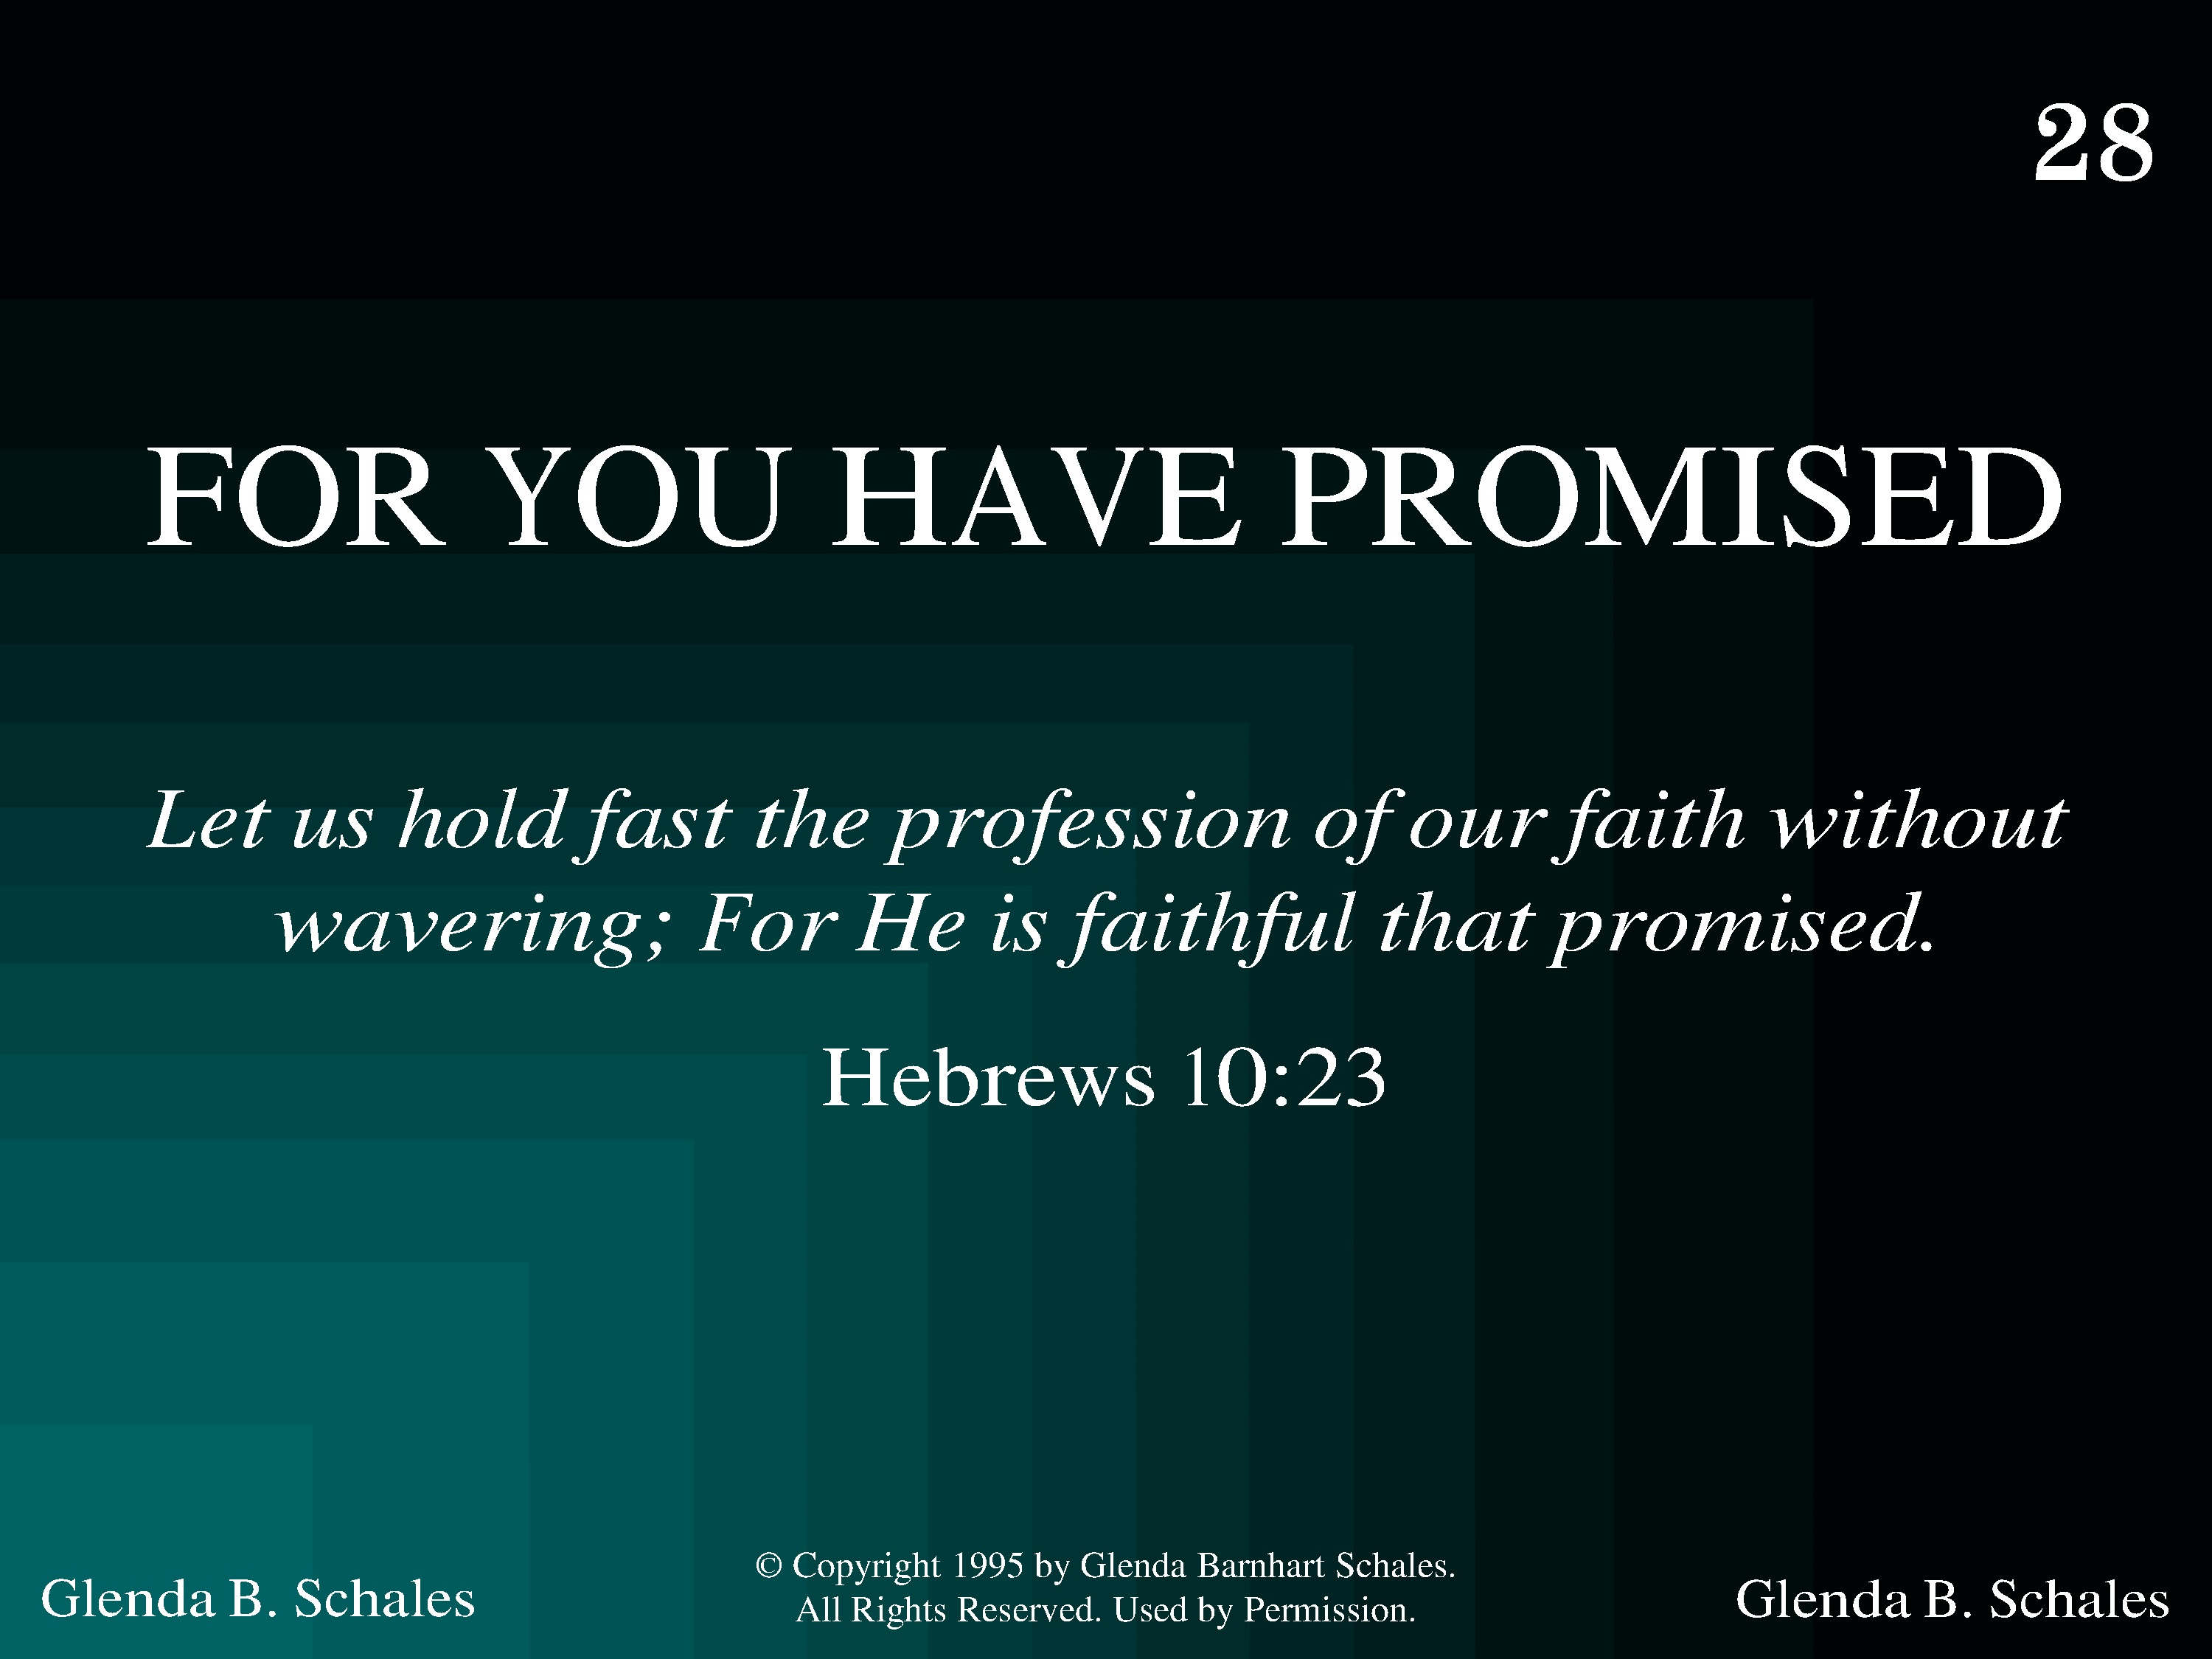 28
FOR YOU HAVE PROMISED
Let us hold fast the profession of our faith without
wavering; For He is faithful that promised.
Hebrews 10:23
Glenda B. Schales
© Copyright 1995 by Glenda Barnhart Schales.
All Rights Reserved. Used by Permission.
Glenda B. Schales